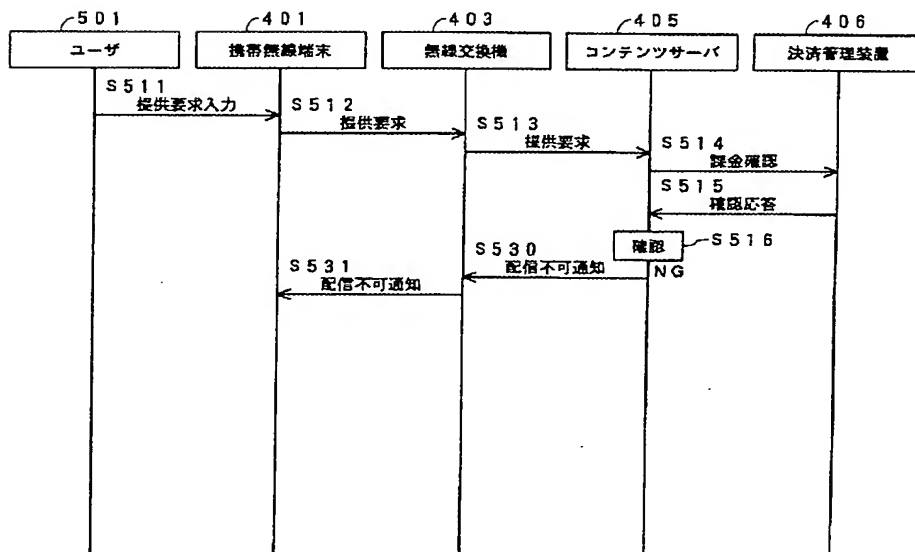 501 401 403 405 406
ユーザ 携帯無線端末 無線交換機 コンテンツサーバ 決済管理装置
S511
提供要求入力
S512
提供要求
S513
提供要求
S514
課金確認
S515
確認応答
確認 S516
NG
S530
配信不可通知
S531
配信不可通知